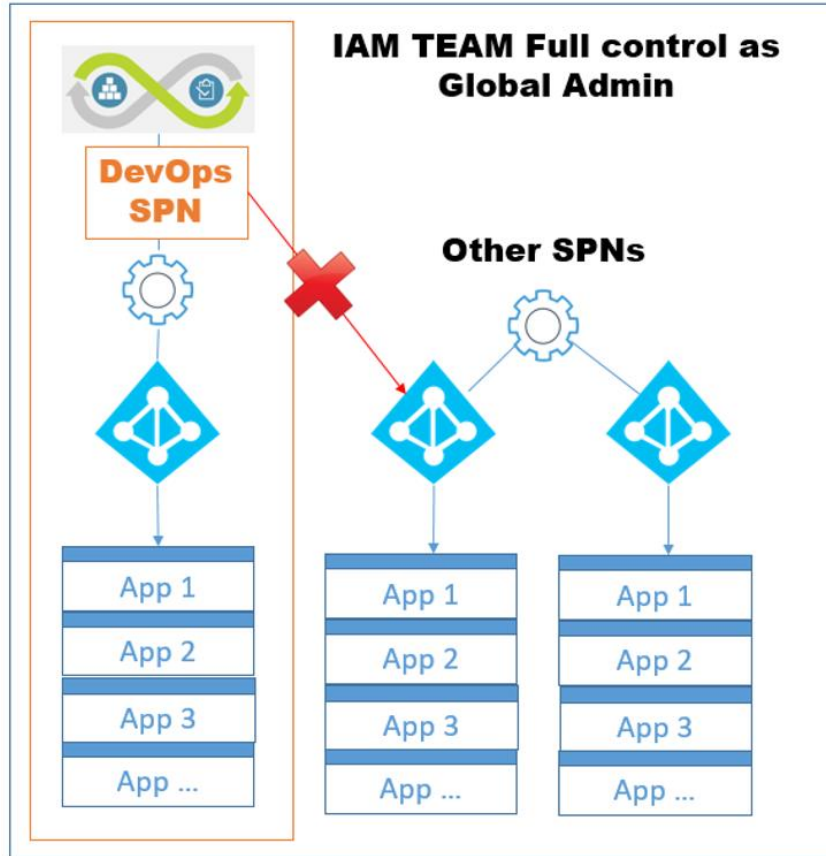 IAM TEAM Full control as
Global Admin
DevOps
SPN
Other SPNs
App 1
App 2
App 3
App ...
App 1
App 2
App 3
App ...
App 1
App 2
App 3
App ...